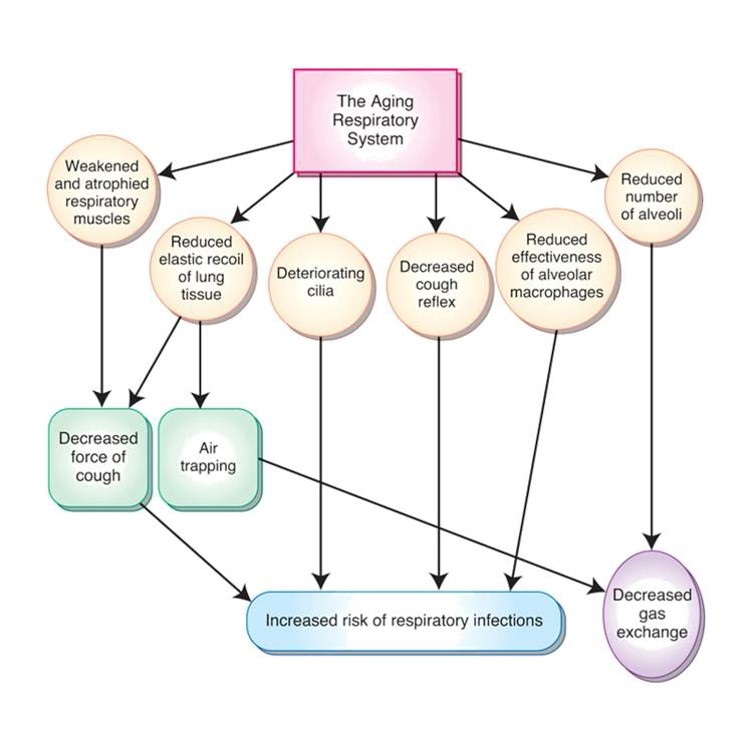 The Aging
Respiratory
System
Weakened
and atrophied
respiratory
muscles
Reduced
elastic recoil
of lung
tissue
Deteriorating
cilia
Decreased
cough
reflex
Reduced
effectiveness
of alveolar
macrophages
Reduced
number
of alveoli
Decreased
force of
cough
Air
trapping
Increased risk of respiratory infections
Decreased
gas
exchange